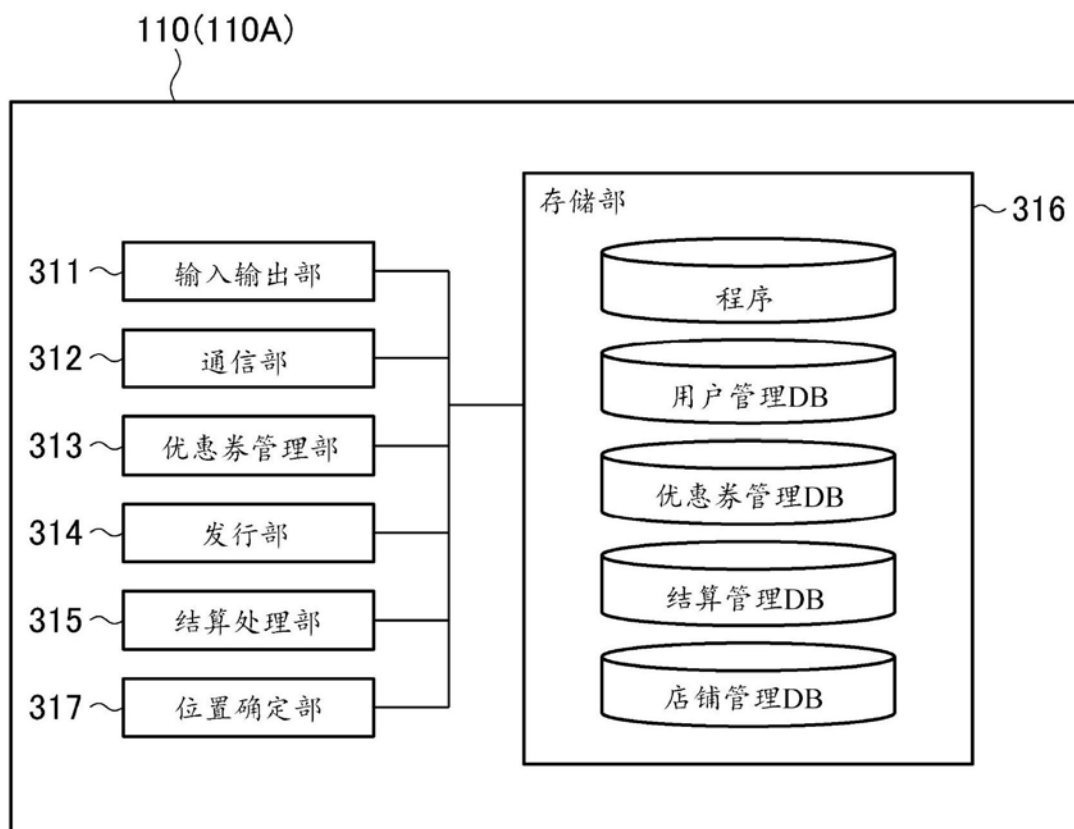 110(110A)
存储部
316
311
输入输出部
程序
312
通信部
用户管理DB
313
优惠券管理部
优惠券管理DB
314
发行部
结算管理DB
315
结算处理部
店铺管理DB
317
位置确定部